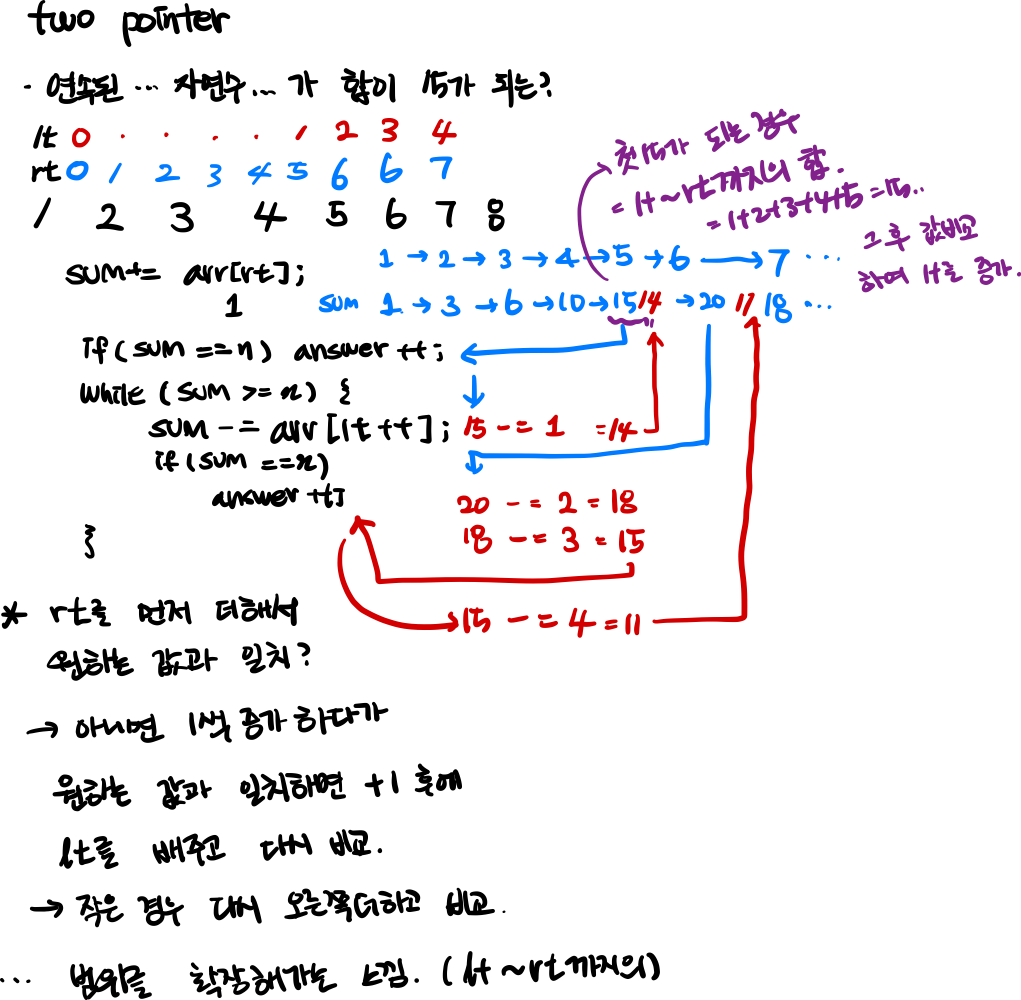 two pointer
· 연속된 ... 자연수... 가 합이 15가 되는?
lt 0 · · · · 1 2 3 4
rt 0 1 2 3 4 5 6 6 7
1 2 3 4 5 6 7 8
첫 15가 되는 경우
= lt ~ rt까지의 합.
= 1+2+3+4+5 = 15..
그 후 값비교
하여 lt를 증가.
1 → 2 → 3 → 4 → 5 → 6 → 7 ...
sum += arr[rt];
1
sum 1 → 3 → 6 → 10 → 15 14 → 20 11 18 ...
if(sum == n) answer ++;
while (sum >= n) {
sum -= arr[lt++]; 15 -= 1 = 14
if(sum == n)
answer ++;
20 -= 2 = 18
18 -= 3 = 15
}
15 -= 4 = 11
* rt를 먼저 더해서
원하는 값과 일치?
→ 아니면 1씩 증가 하다가
원하는 값과 일치하면 +1 후에
lt를 빼주고 다시 비교.
→ 작은 경우 다시 오른쪽더하고 비교.
... 범위를 확장해가는 느낌. (lt ~ rt까지의)